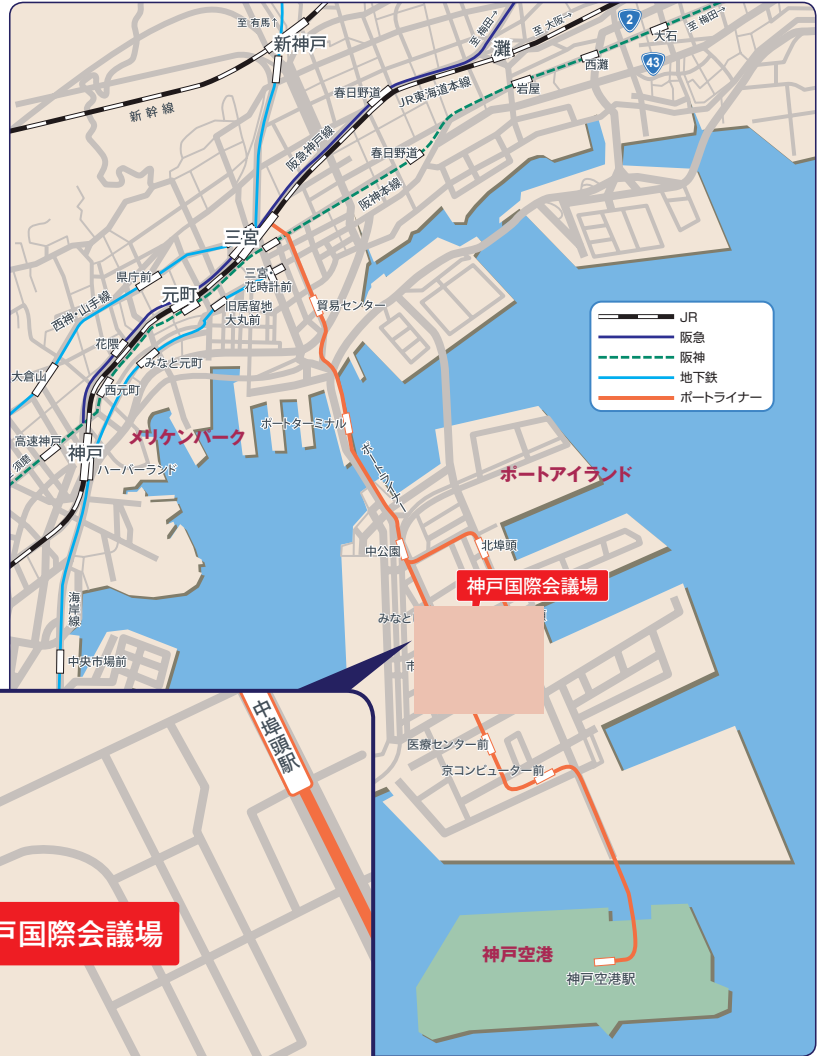 至有馬↑
新神戸
至 梅田→
至 大阪→
灘
2
大石
至 梅田→
43
西灘
岩屋
春日野道
JR東海道本線
新幹線
阪急神戸線
春日野道
阪神本線
三宮
県庁前
三宮
花時計前
西神・山手線
元町
旧居留地
大丸前
貿易センター
花隈
みなと元町
大倉山
西元町
メリケンパーク
ポートターミナル
高速神戸
神戸
須磨
ハーバーランド
ポートライナー
JR
阪急
阪神
地下鉄
ポートライナー
ポートアイランド
中公園
北埠頭
神戸国際会議場
みなと
市
海岸線
中央市場前
医療センター前
京コンピューター前
中埠頭駅
戸国際会議場
神戸空港
神戸空港駅